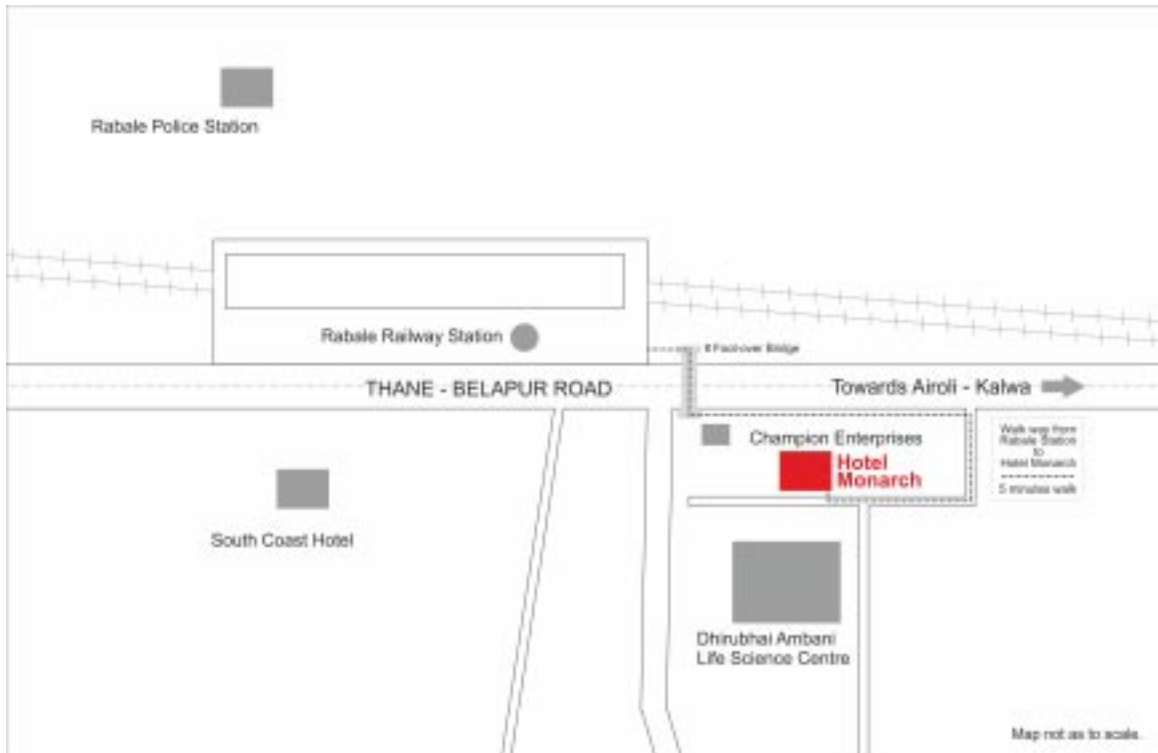 Rabale Police Station
Rabale Railway Station
Foot-over Bridge
THANE - BELAPUR ROAD
Towards Airoli - Kalwa
Champion Enterprises
Hotel
Monarch
Walk way from
Rabale Station
to
Hotel Monarch
5 minutes walk
South Coast Hotel
Dhirubhai Ambani
Life Science Centre
Map not as to scale.